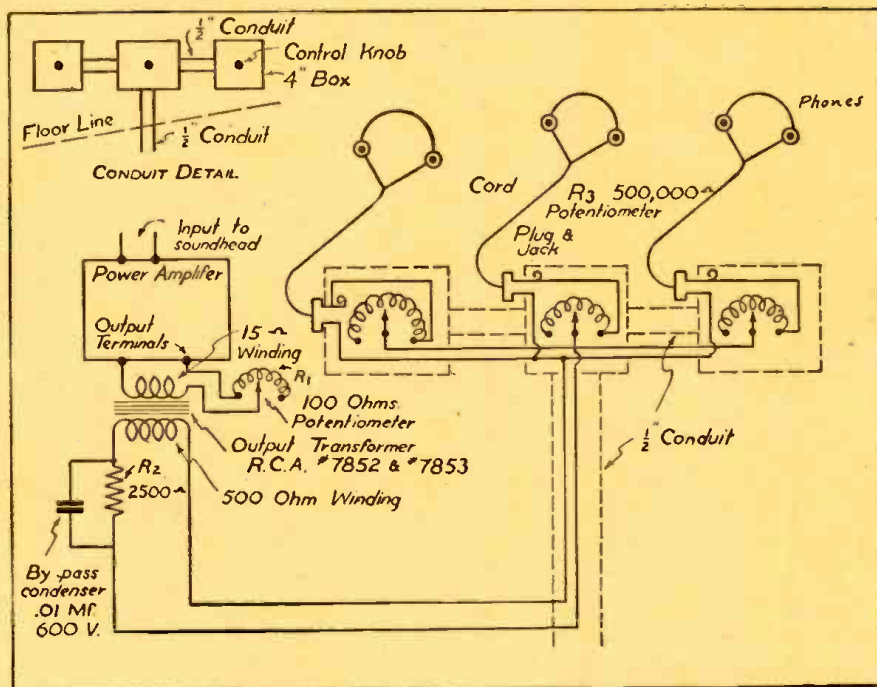 1/2" Conduit
Control Knob
4" Box
Floor Line
1/2" Conduit
CONDUIT DETAIL
Phones
Cord
R3 500,000 Ω
Potentiometer
Plug &
Jack
Input to
soundhead
Power Amplifer
Output
Terminals
15 Ω
Winding
R1
100 Ohms
Potentiometer
Output Transformer
R.C.A. #7852 & #7853
R2
2500 Ω
500 Ohm Winding
1/2" Conduit
By-pass
condenser
.01 Mf.
600 V.